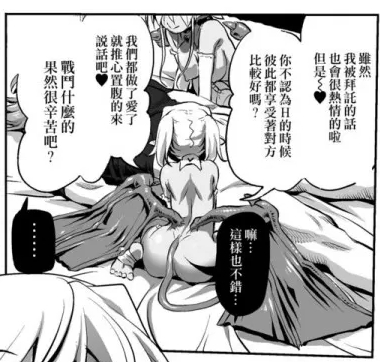 雖然
我被拜託的話
也會很熱情的啦
但是～♥
你不認為H的時候
彼此都享受著對方
比較好嗎？
我們都做了愛了
就推心置腹的來
說話吧♥
戰鬥什麼的
果然很辛苦吧？
嘛…
這樣也不錯…
……